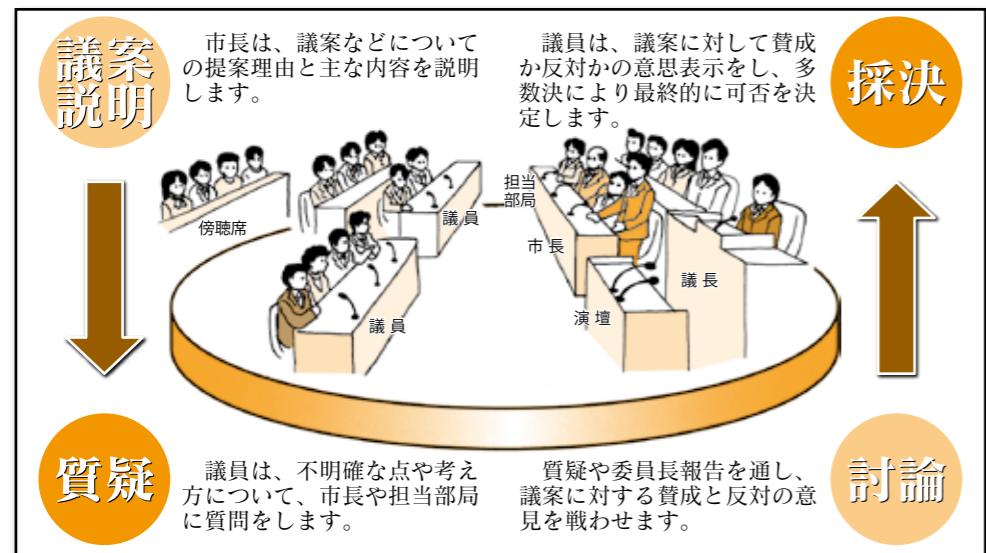 議案
説明
　市長は、議案などについて
の提案理由と主な内容を説明
します。
　議員は、議案に対して賛成
か反対かの意思表示をし、多
数決により最終的に可否を決
定します。
採決
傍聴席
議員
担当
部局
市長
議長
演壇
議員
質疑
　議員は、不明確な点や考え
方について、市長や担当部局
に質問をします。
　質疑や委員長報告を通し、
議案に対する賛成と反対の意
見を戦わせます。
討論